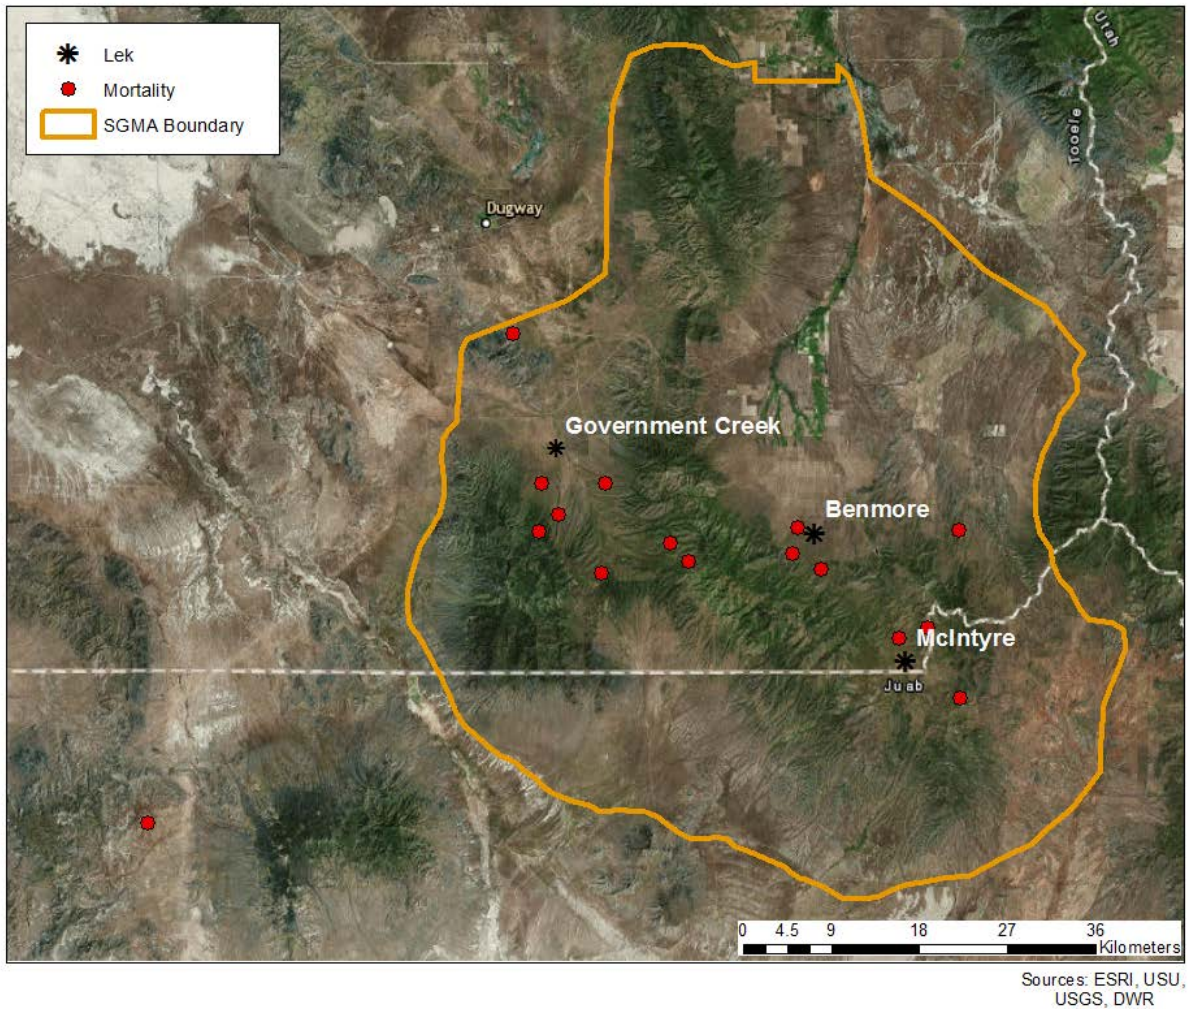 Lek
Mortality
SGMA Boundary
Utah
Tooele
Dugway
Government Creek
Benmore
McIntyre
Juab
0 4.5 9 18 27 36
Kilometers
Sources: ESRI, USU,
USGS, DWR